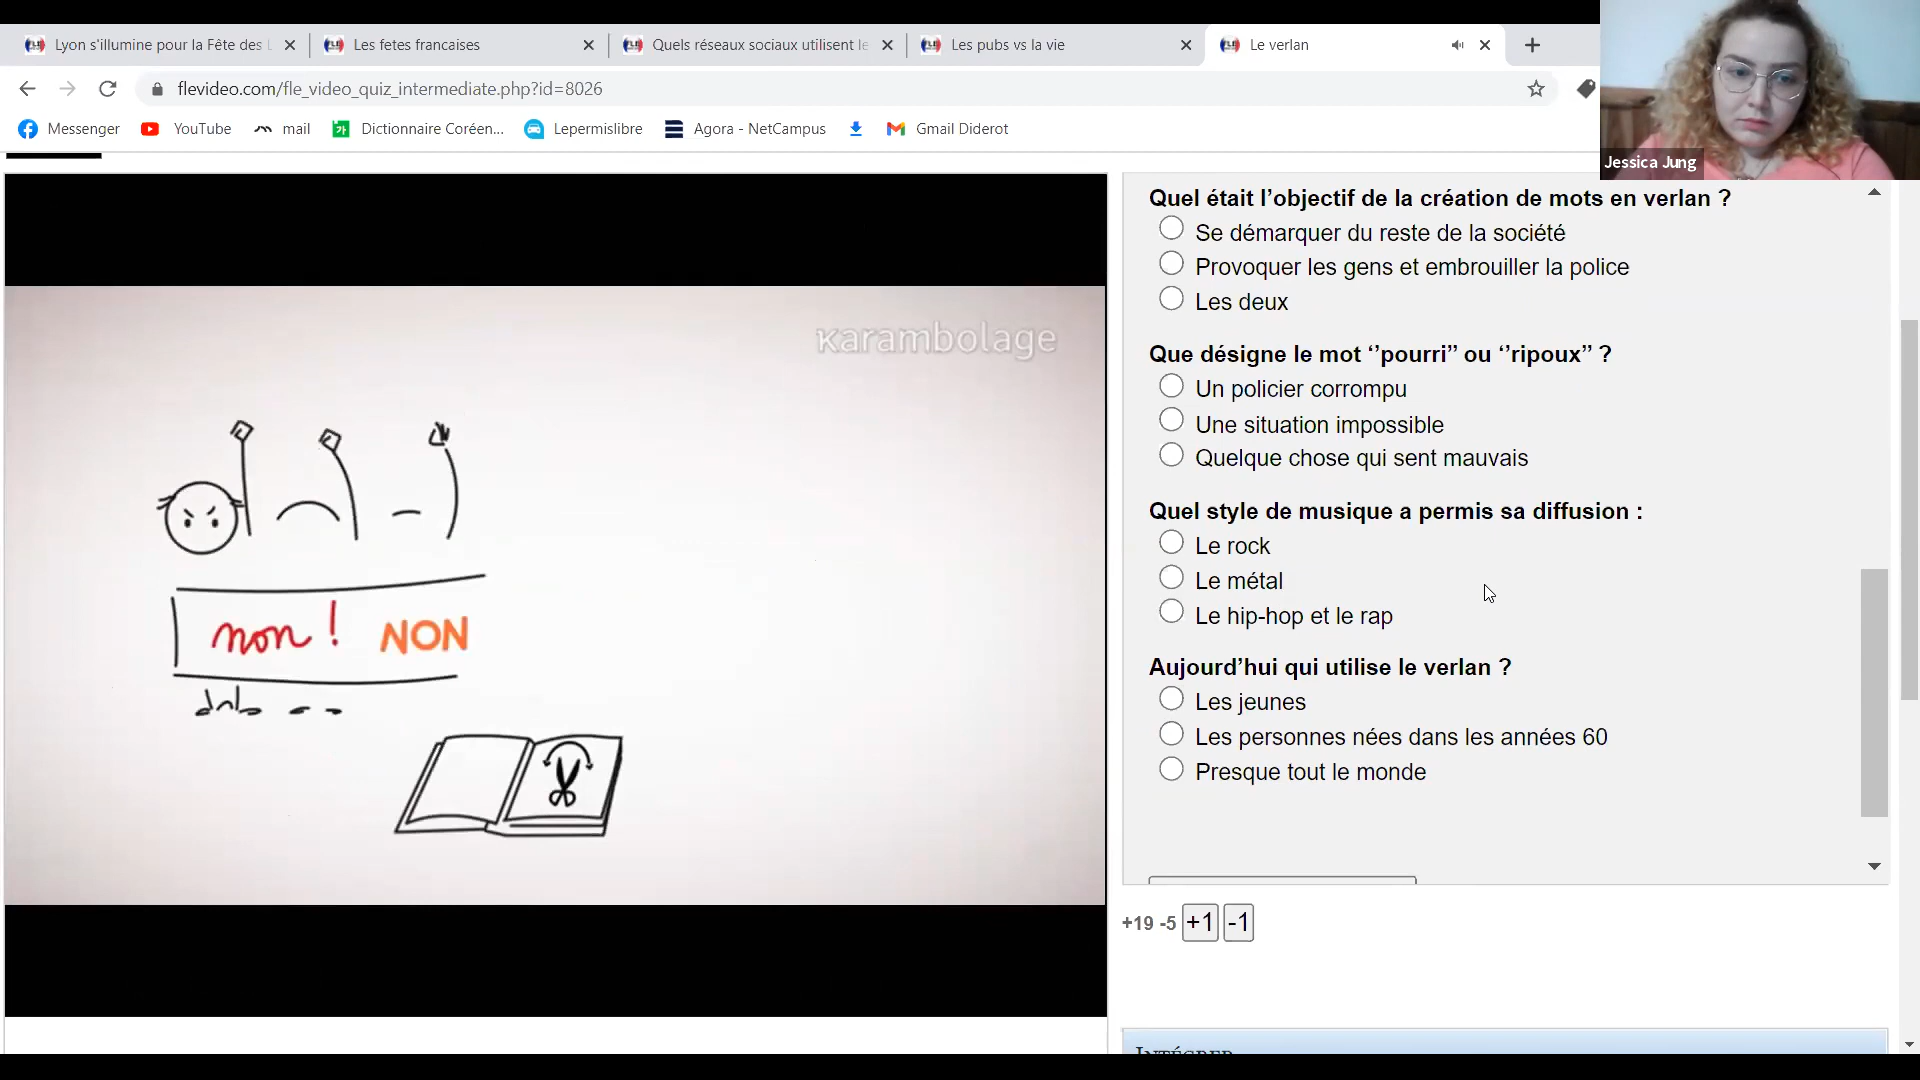 Lyon s'illumine pour la Fête des L
Les fetes francaises
Quels réseaux sociaux utilisent le
Les pubs vs la vie
Le verlan
flevideo.com/fle_video_quiz_intermediate.php?id=8026
Messenger
YouTube
mail
Dictionnaire Coréen...
Lepermislibre
Agora - NetCampus
Gmail Diderot
Jessica Jung
karambolage
non ! NON
Quel était l’objectif de la création de mots en verlan ?
Se démarquer du reste de la société
Provoquer les gens et embrouiller la police
Les deux
Que désigne le mot ‘’pourri’’ ou ‘’ripoux’’ ?
Un policier corrompu
Une situation impossible
Quelque chose qui sent mauvais
Quel style de musique a permis sa diffusion :
Le rock
Le métal
Le hip-hop et le rap
Aujourd’hui qui utilise le verlan ?
Les jeunes
Les personnes nées dans les années 60
Presque tout le monde
+19 -5 +1 -1
INTÉGRER